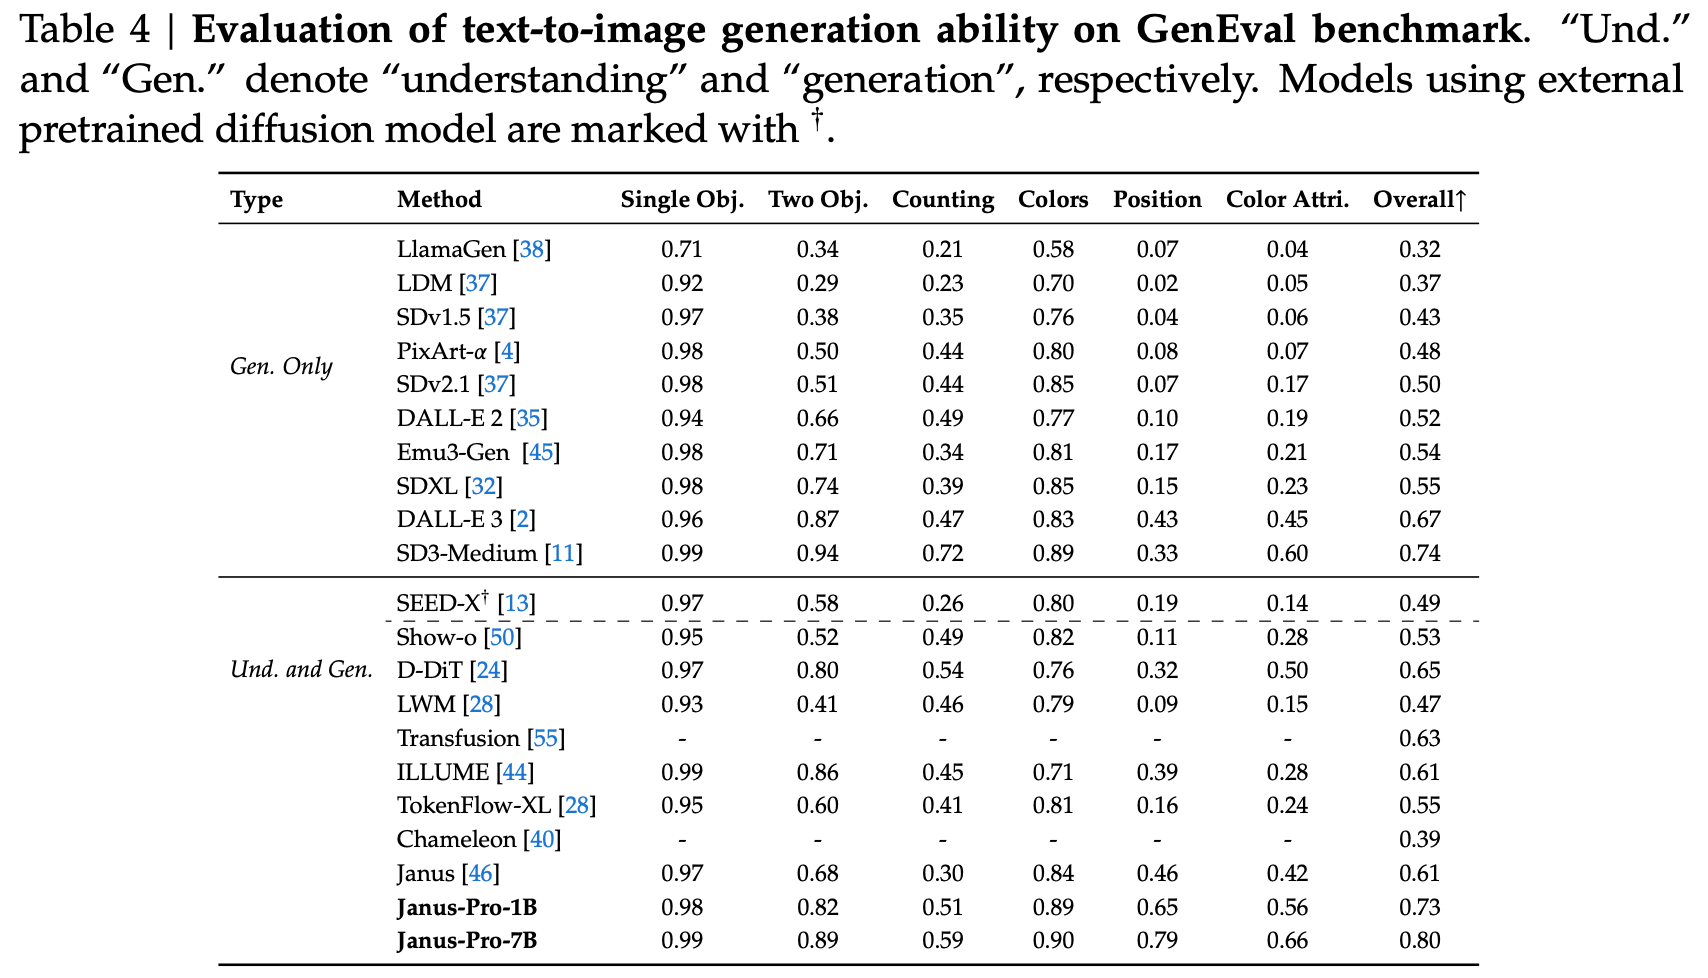 Table 4 | Evaluation of text-to-image generation ability on GenEval benchmark. “Und.”
and “Gen.” denote “understanding” and “generation”, respectively. Models using external
pretrained diffusion model are marked with †.
Type Method Single Obj. Two Obj. Counting Colors Position Color Attri. Overall↑
LlamaGen [38] 0.71 0.34 0.21 0.58 0.07 0.04 0.32
LDM [37] 0.92 0.29 0.23 0.70 0.02 0.05 0.37
SDv1.5 [37] 0.97 0.38 0.35 0.76 0.04 0.06 0.43
PixArt-α [4] 0.98 0.50 0.44 0.80 0.08 0.07 0.48
Gen. Only
SDv2.1 [37] 0.98 0.51 0.44 0.85 0.07 0.17 0.50
DALL-E 2 [35] 0.94 0.66 0.49 0.77 0.10 0.19 0.52
Emu3-Gen [45] 0.98 0.71 0.34 0.81 0.17 0.21 0.54
SDXL [32] 0.98 0.74 0.39 0.85 0.15 0.23 0.55
DALL-E 3 [2] 0.96 0.87 0.47 0.83 0.43 0.45 0.67
SD3-Medium [11] 0.99 0.94 0.72 0.89 0.33 0.60 0.74
SEED-X† [13] 0.97 0.58 0.26 0.80 0.19 0.14 0.49
Show-o [50] 0.95 0.52 0.49 0.82 0.11 0.28 0.53
Und. and Gen. D-DiT [24] 0.97 0.80 0.54 0.76 0.32 0.50 0.65
LWM [28] 0.93 0.41 0.46 0.79 0.09 0.15 0.47
Transfusion [55] - - - - - - 0.63
ILLUME [44] 0.99 0.86 0.45 0.71 0.39 0.28 0.61
TokenFlow-XL [28] 0.95 0.60 0.41 0.81 0.16 0.24 0.55
Chameleon [40] - - - - - - 0.39
Janus [46] 0.97 0.68 0.30 0.84 0.46 0.42 0.61
Janus-Pro-1B 0.98 0.82 0.51 0.89 0.65 0.56 0.73
Janus-Pro-7B 0.99 0.89 0.59 0.90 0.79 0.66 0.80